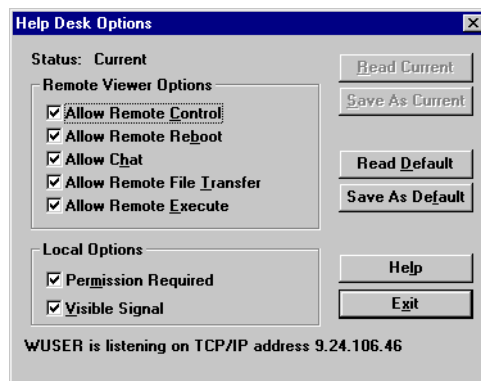 Help Desk Options
Status: Current
Remote Viewer Options
Allow Remote Control
Allow Remote Reboot
Allow Chat
Allow Remote File Transfer
Allow Remote Execute
Local Options
Permission Required
Visible Signal
Read Current
Save As Current
Read Default
Save As Default
Help
Exit
WUSER is listening on TCP/IP address 9.24.106.46